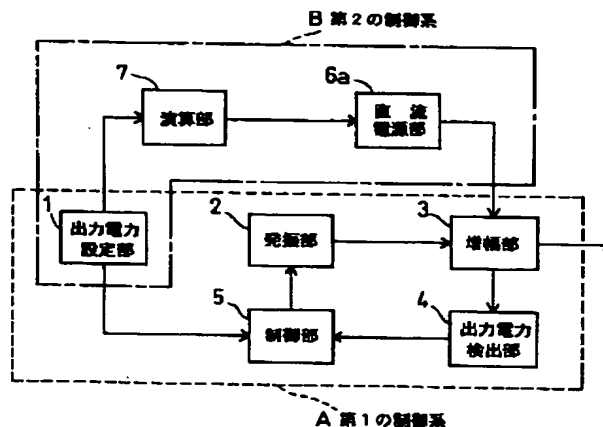 B 第2の制御系
7
演算部
6a
直流
電源部
1
出力電力
設定部
2
発振部
3
増幅部
5
制御部
4
出力電力
検出部
A 第1の制御系